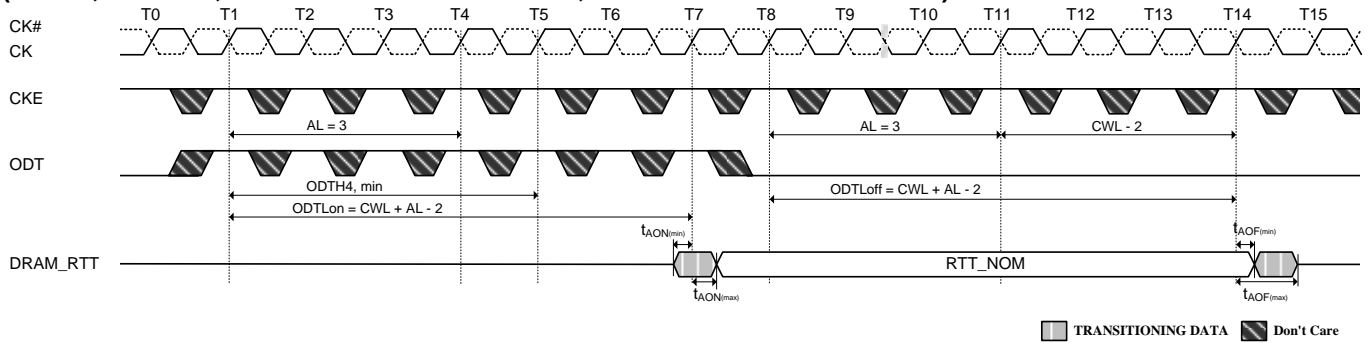 T0 T1 T2 T3 T4 T5 T6 T7 T8 T9 T10 T11 T12 T13 T14 T15
CK#
CK
CKE
AL = 3
AL = 3
CWL - 2
ODT
ODTH4, min
ODTLoff = CWL + AL - 2
ODTLon = CWL + AL - 2
tAON(min)
tAOF(min)
DRAM_RTT
RTT_NOM
tAON(max)
tAOF(max)
TRANSITIONING DATA
Don't Care